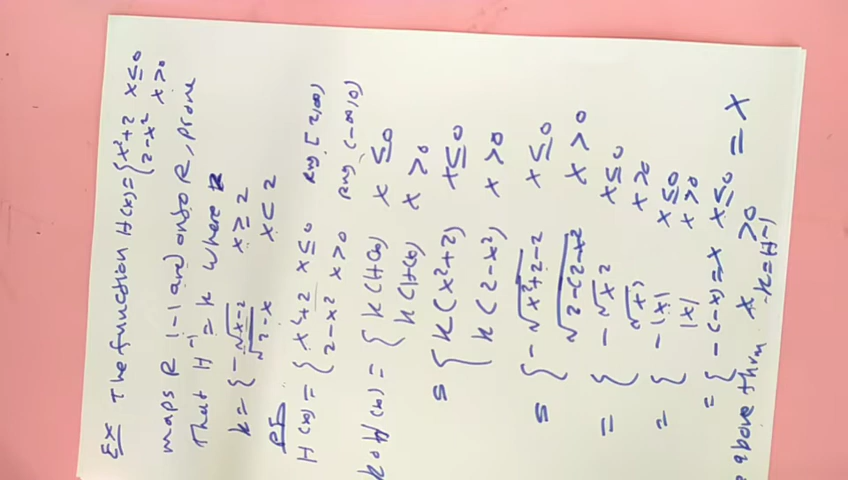 Ex The function H(x) = { x²+2 x ≤ 0
2-x² x > 0
maps R 1-1 and onto R, prove
That H⁻¹ = K where
K = { -√x-2 x ≥ 2
√2-x x < 2
Pf
H(x) = { x²+2 x ≤ 0 Rng [2,∞)
2-x² x > 0 Rng (-∞,0)
KoH(x) = { K(H(x)) x ≤ 0
K(H(x)) x > 0
= { K(x²+2) x ≤ 0
K(2-x²) x > 0
= { -√x²+2-2 x ≤ 0
√2-(2-x² x > 0
= { -√x² x ≤ 0
√x² x >
= { -|x| x ≤ 0
|x| x > 0
= { -(-x) = x x ≤ 0 = x
x > 0
above thrm K = H⁻¹